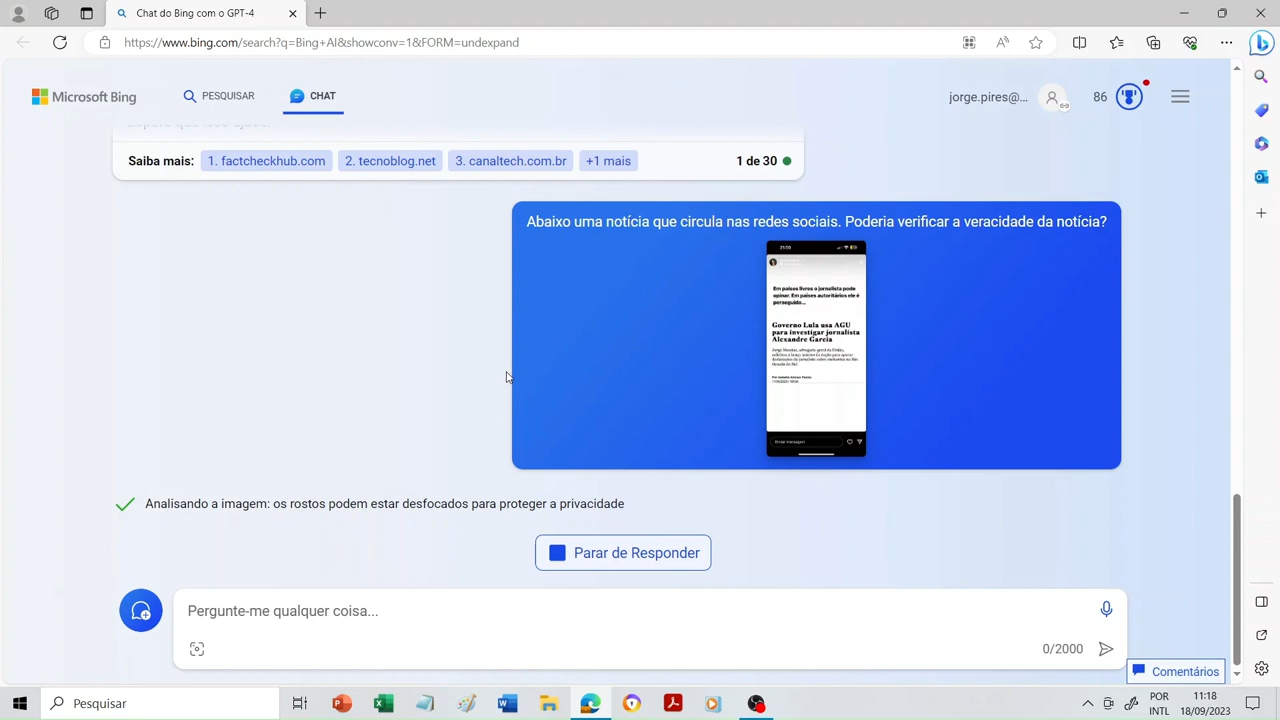 Chat do Bing com o GPT-4
https://www.bing.com/search?q=Bing+AI&showconv=1&FORM=undexpand
Microsoft Bing
PESQUISAR
CHAT
jorge.pires@...
86
Saiba mais:
1. factcheckhub.com
2. tecnoblog.net
3. canaltech.com.br
+1 mais
1 de 30
Abaixo uma notícia que circula nas redes sociais. Poderia verificar a veracidade da notícia?
21:50
Em países livres o jornalista pode
opinar. Em países autoritários ele é
perseguido...
Governo Lula usa AGU
para investigar jornalista
Alexandre Garcia
Enviar mensagem
Analisando a imagem: os rostos podem estar desfocados para proteger a privacidade
Parar de Responder
Pergunte-me qualquer coisa...
0/2000
Comentários
Pesquisar
POR
INTL
11:18
18/09/2023